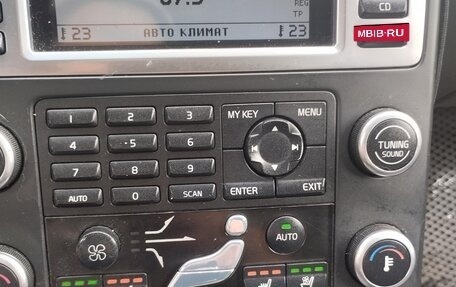 REG
TP
CD
23 АВТО КЛИМАТ 23
MBIB.RU
1 2 3 MY KEY MENU
4 -5 6 TUNING
SOUND
7 8 9
AUTO 0 SCAN ENTER EXIT
AUTO